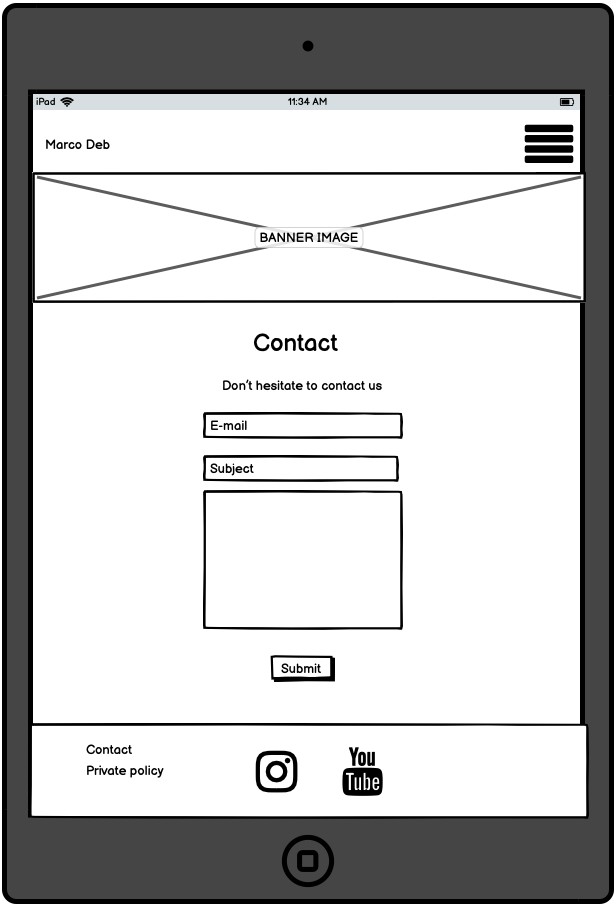 iPad 11:34 AM
Marco Deb
BANNER IMAGE
Contact
Don't hesitate to contact us
E-mail
Subject
Submit
Contact
Private policy
You
Tube